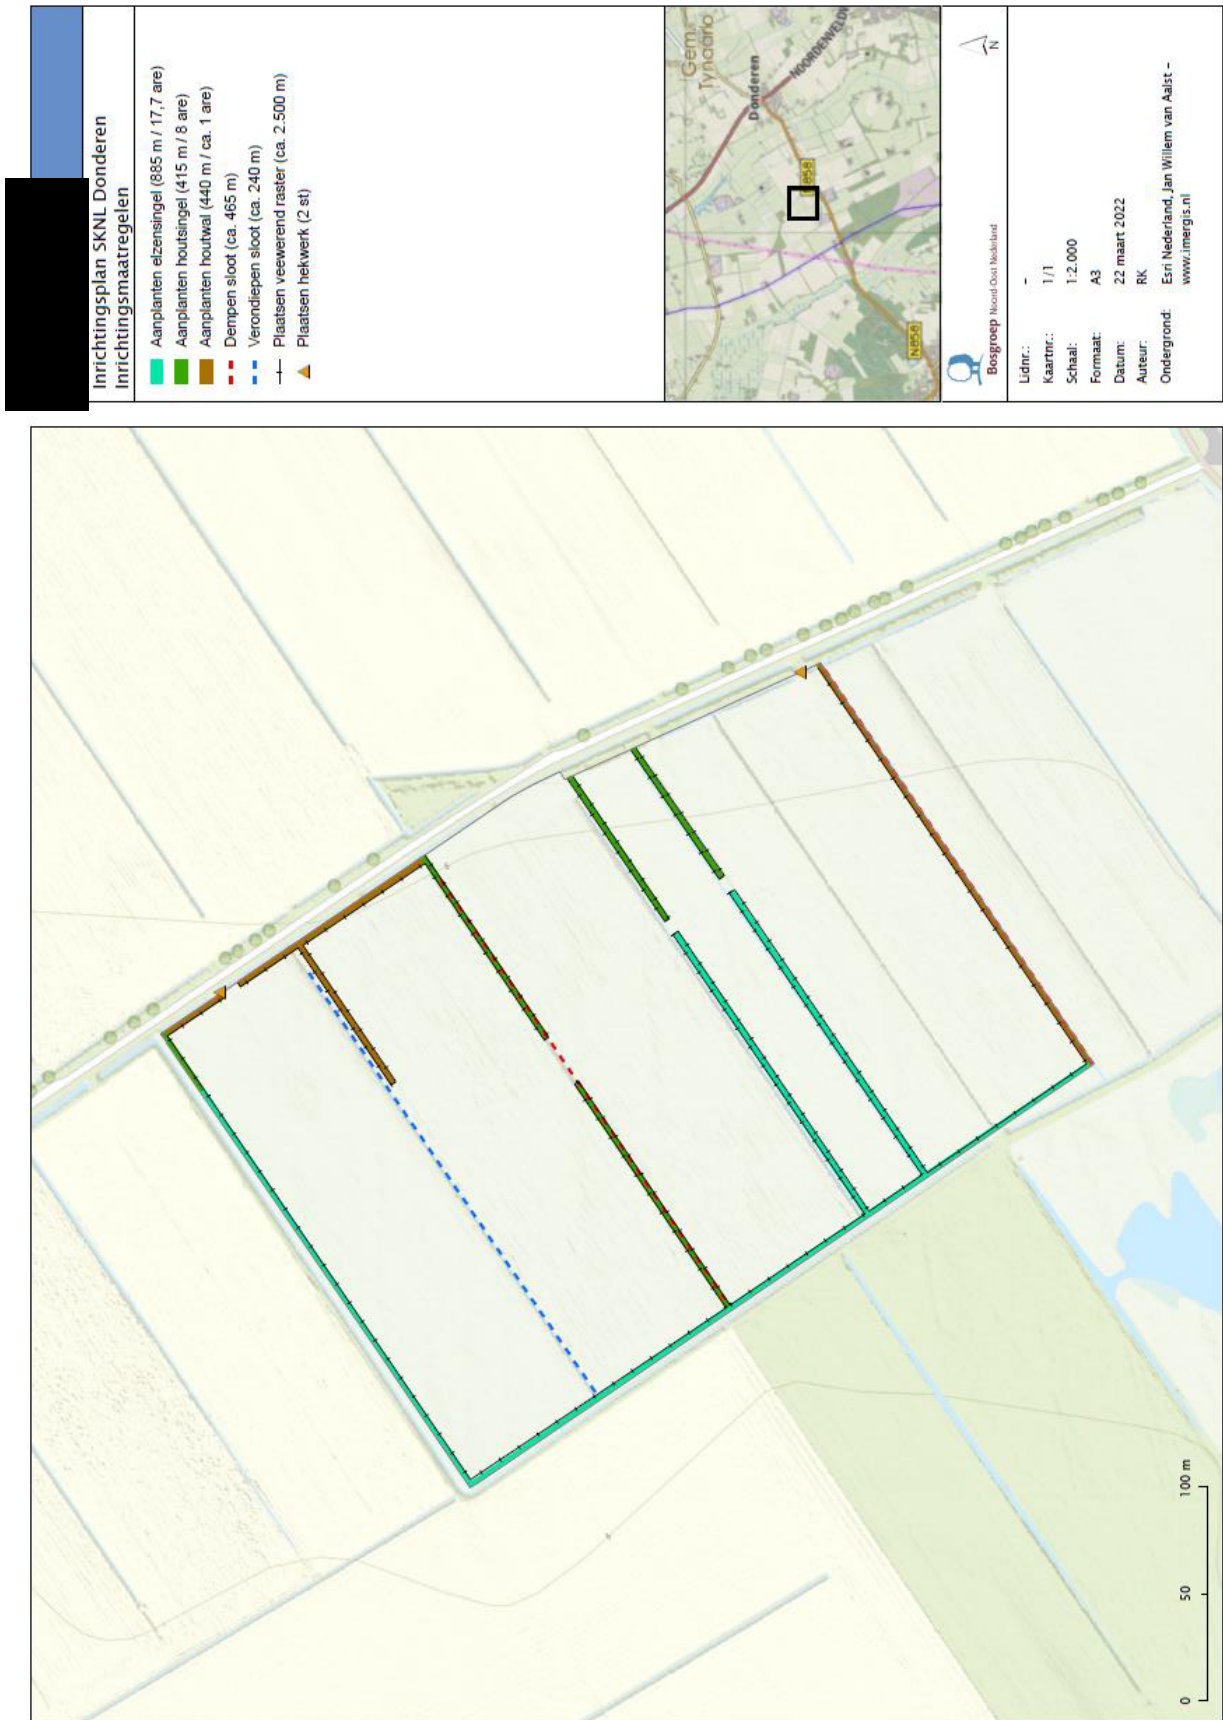 Inrichtingsplan SKNL Donderen
Inrichtingsmaatregelen
Aanplanten elzensingel (885 m / 17,7 are)
Aanplanten houtsingel (415 m / 8 are)
Aanplanten houtwal (440 m / ca. 1 are)
Dempen sloot (ca. 465 m)
Verondiepen sloot (ca. 240 m)
Plaatsen veewerend raster (ca. 2.500 m)
Plaatsen hekwerk (2 st)
Gem.
Tynaarlo
Donderen
NOORDENVELDW
N858
N858
N
Bosgroep Noord-Oost Nederland
Lidnr.: -
Kaartnr.: 1/1
Schaal: 1:2.000
Formaat: A3
Datum: 22 maart 2022
Auteur: RK
Ondergrond: Esri Nederland, Jan Willem van Aalst -
www.imergis.nl
0 50 100 m